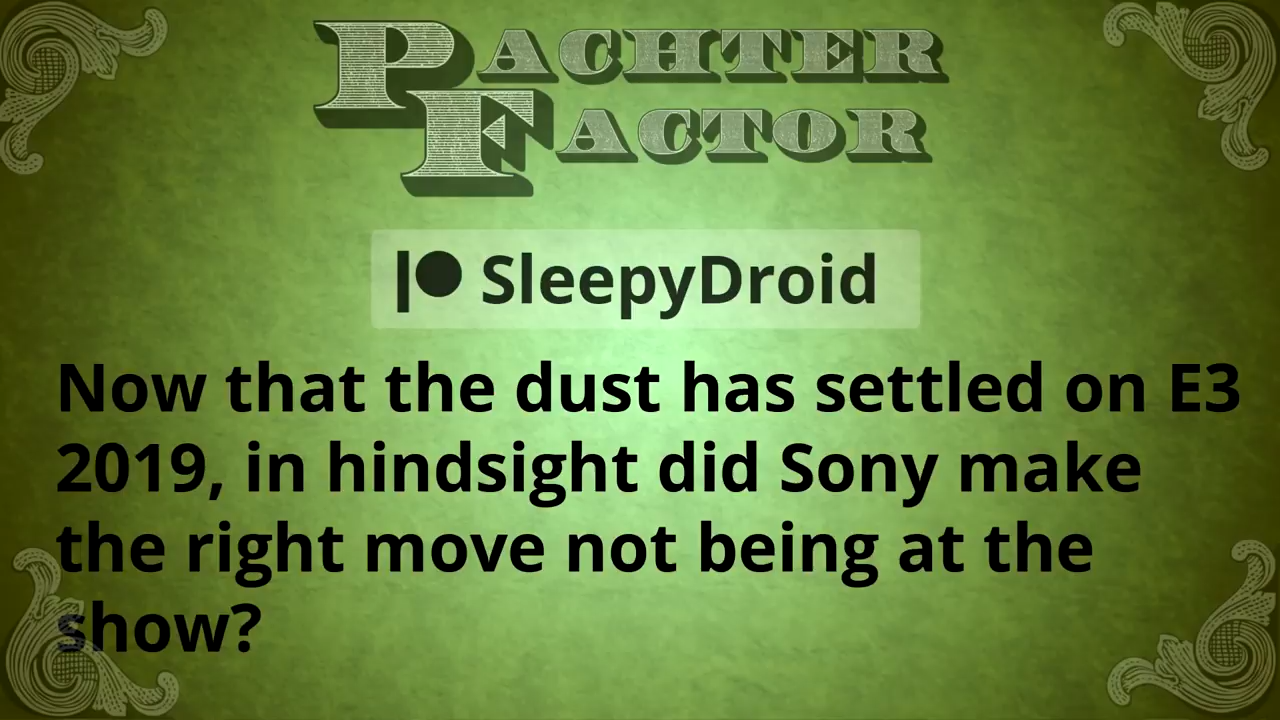 PACHTER
FACTOR
SleepyDroid
Now that the dust has settled on E3
2019, in hindsight did Sony make
the right move not being at the
show?